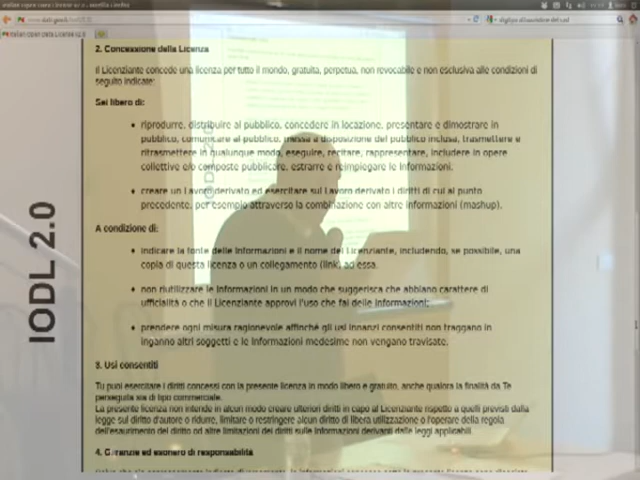 IODL 2.0
2. Concessione della Licenza
Il Licenziante concede una licenza per tutto il mondo, gratuita, perpetua, non revocabile e non esclusiva alle condizioni di
seguito indicate:
Sei libero di:
• riprodurre, distribuire al pubblico, concedere in locazione, presentare e dimostrare in
pubblico, comunicare al pubblico, messa a disposizione del pubblico inclusa, trasmettere e
ritrasmettere in qualunque modo, eseguire, recitare, rappresentare, includere in opere
collettive e/o composte pubblicare, estrarre e reimpiegare le Informazioni.
• creare un Lavoro derivato ed esercitare sul Lavoro derivato i diritti di cui al punto
precedente, per esempio attraverso la combinazione con altre informazioni (mashup).
A condizione di:
• indicare la fonte delle Informazioni e il nome del Licenziante, includendo, se possibile, una
copia di questa licenza o un collegamento (link) ad essa.
• non riutilizzare le Informazioni in un modo che suggerisca che abbiano carattere di
ufficialità o che il Licenziante approvi l'uso che fai delle Informazioni;
• prendere ogni misura ragionevole affinché gli usi innanzi consentiti non traggano in
inganno altri soggetti e le Informazioni medesime non vengano travisate.
3. Usi consentiti
Tu puoi esercitare i diritti concessi con la presente licenza in modo libero e gratuito, anche qualora la finalità da Te
perseguita sia di tipo commerciale.
La presente licenza non intende in alcun modo creare ulteriori diritti in capo al Licenziante rispetto a quelli previsti dalla
legge sul diritto d'autore o ridurre, limitare o restringere alcun diritto di libera utilizzazione o l'operare della regola
dell'esaurimento del diritto od altre limitazioni dei diritti sulle Informazioni derivanti dalle leggi applicabili.
4. Garanzie ed esonero di responsabilità